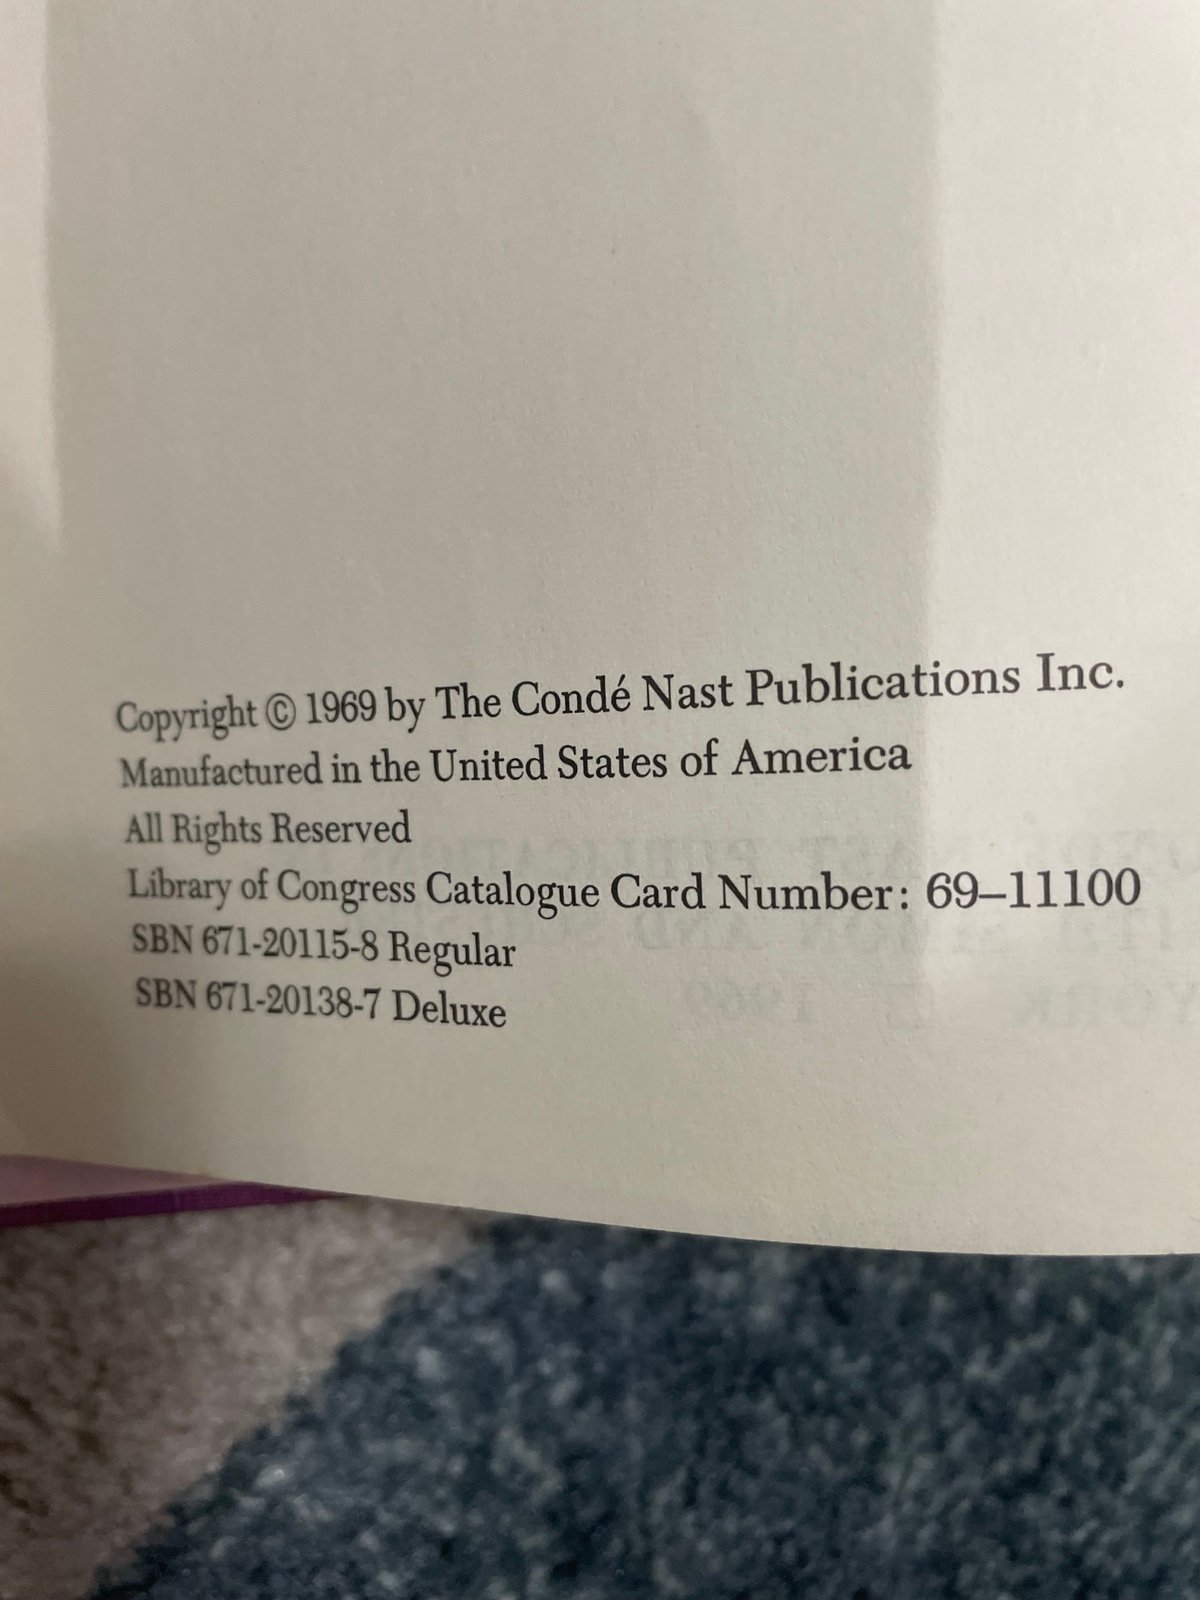 Copyright © 1969 by The Condé Nast Publications Inc.
Manufactured in the United States of America
All Rights Reserved
Library of Congress Catalogue Card Number: 69–11100
SBN 671-20115-8 Regular
SBN 671-20138-7 Deluxe